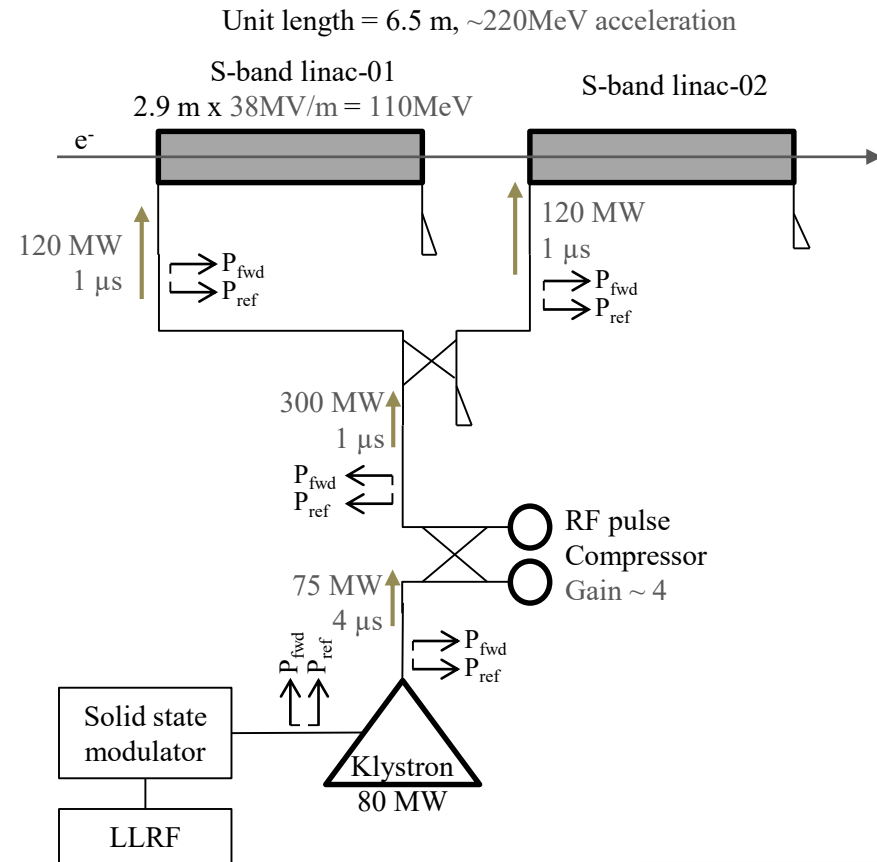 Unit length = 6.5 m, ~220MeV acceleration
S-band linac-01
2.9 m x 38MV/m = 110MeV
S-band linac-02
e-
120 MW
1 µs
Pfwd
Pref
120 MW
1 µs
Pfwd
Pref
300 MW
1 µs
Pfwd
Pref
RF pulse
Compressor
Gain ~ 4
75 MW
4 µs
Pfwd
Pref
Pfwd
Pref
Solid state
modulator
Klystron
80 MW
LLRF